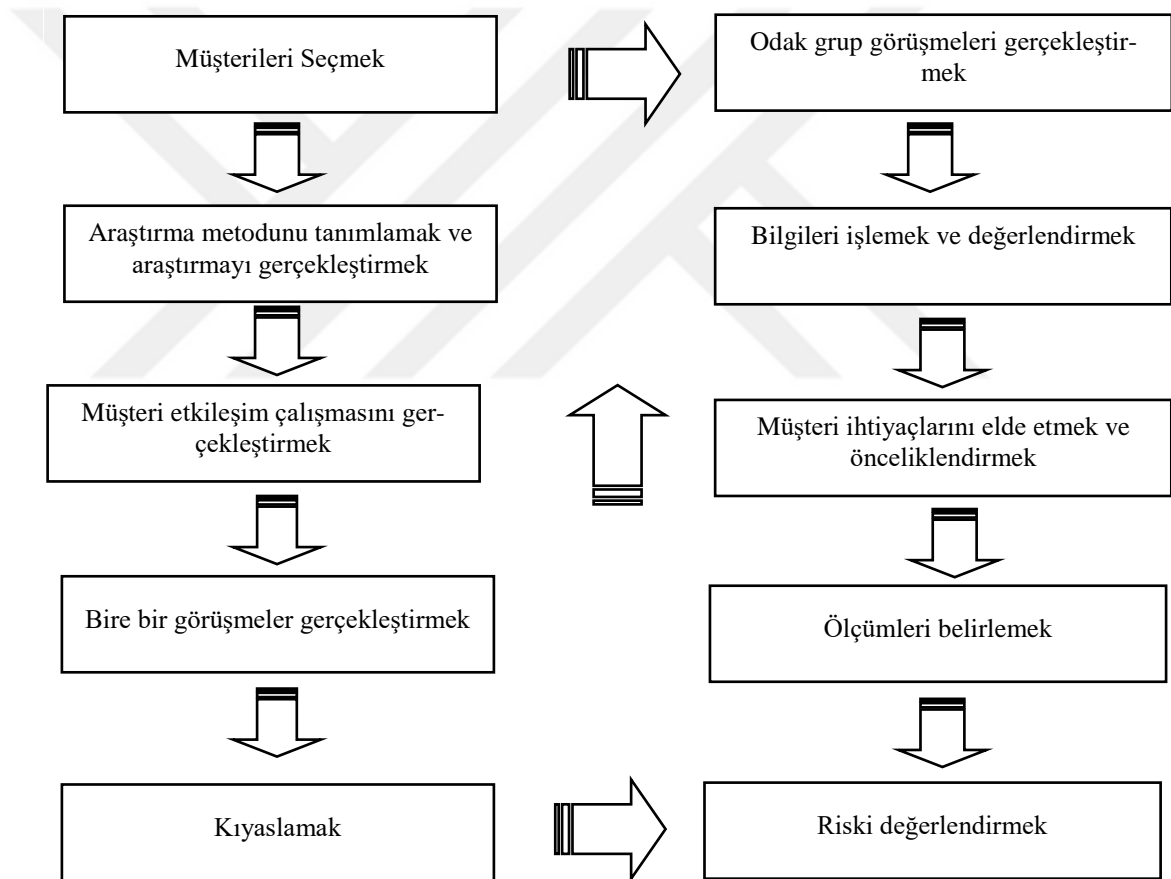 Müşterileri Seçmek
Araştırma metodunu tanımlamak ve
araştırmayı gerçekleştirmek
Müşteri etkileşim çalışmasını ger-
çekleştirmek
Bire bir görüşmeler gerçekleştirmek
Kıyaslamak
Odak grup görüşmeleri gerçekleştir-
mek
Bilgileri işlemek ve değerlendirmek
Müşteri ihtiyaçlarını elde etmek ve
önceliklendirmek
Ölçümleri belirlemek
Riski değerlendirmek